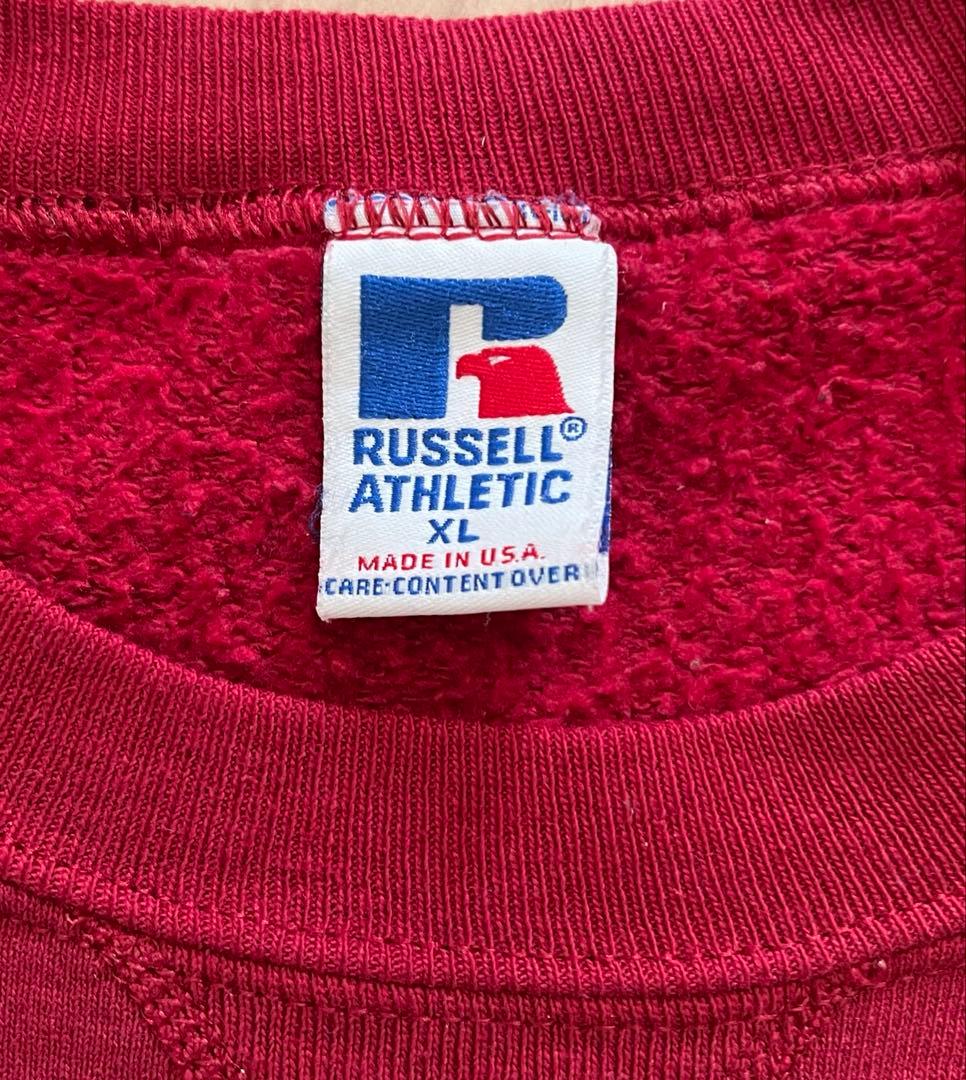 R
RUSSELL®
ATHLETIC
XL
MADE IN U.S.A.
CARE·CONTENT OVER